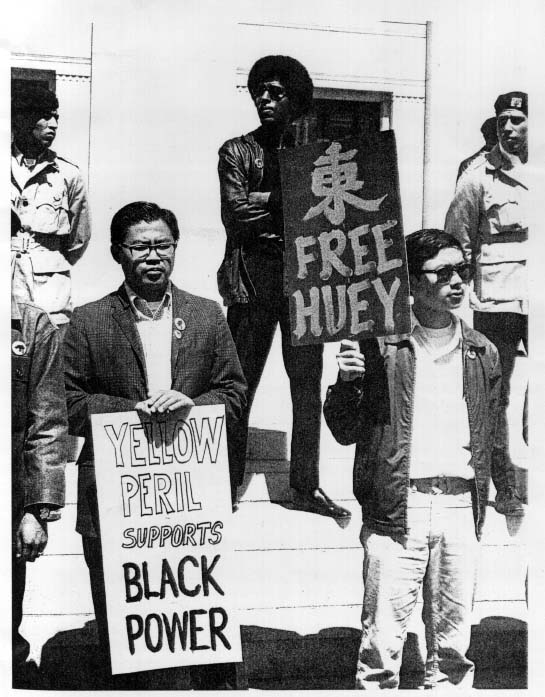 YELLOW
PERIL
SUPPORTS
BLACK
POWER
東
FREE
HUEY